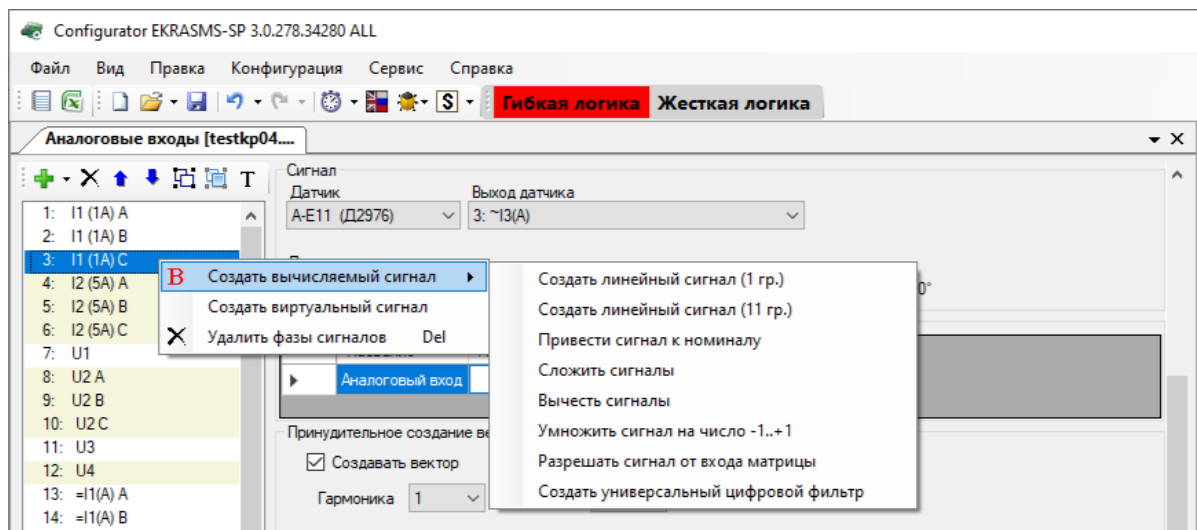 Configurator EKRASMS-SP 3.0.278.34280 ALL
Файл Вид Правка Конфигурация Сервис Справка
Гибкая логика Жесткая логика
Аналоговые входы [testkp04....
T
Сигнал
Датчик Выход датчика
A-E11 (Д2976) 3: ~I3(A)
1: I1 (1A) A
2: I1 (1A) B
3: I1 (1A) C
4: I2 (5A) A
5: I2 (5A) B
6: I2 (5A) C
7: U1
8: U2 A
9: U2 B
10: U2 C
11: U3
12: U4
13: =I1(A) A
14: =I1(A) B
B Создать вычисляемый сигнал
Создать виртуальный сигнал
Удалить фазы сигналов Del
Создать линейный сигнал (1 гр.)
Создать линейный сигнал (11 гр.)
Привести сигнал к номиналу
Сложить сигналы
Вычесть сигналы
Умножить сигнал на число -1..+1
Разрешать сигнал от входа матрицы
Создать универсальный цифровой фильтр
0°
Аналоговый вход
Принудительное создание ве
Создавать вектор
Гармоника 1